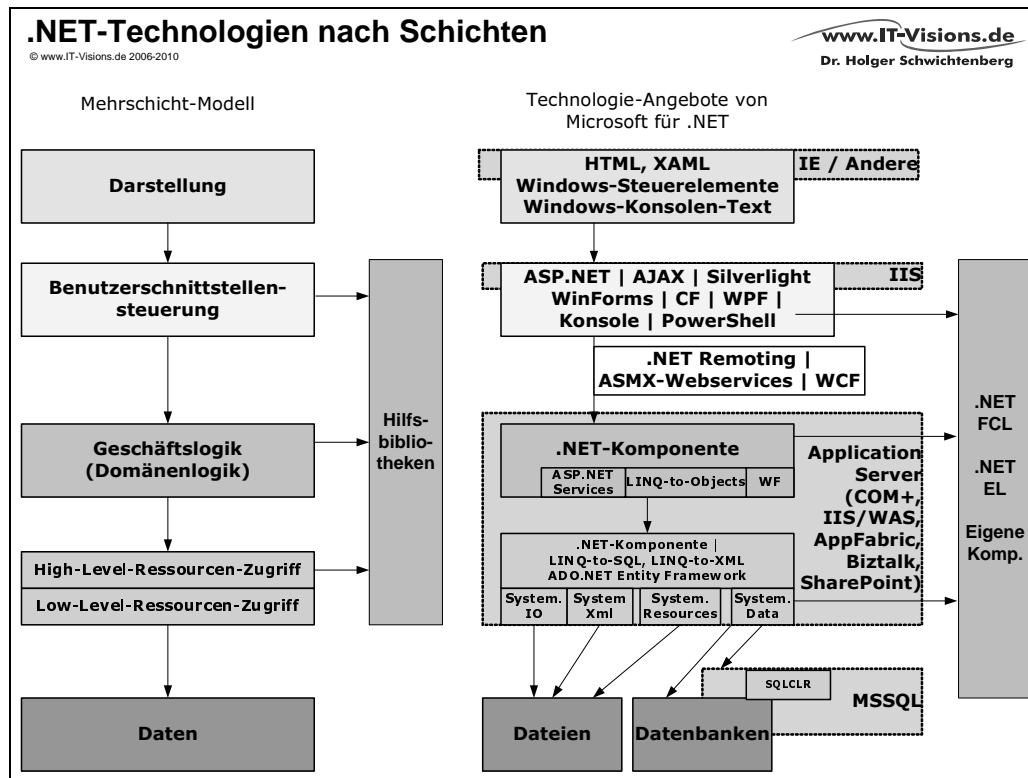 .NET-Technologien nach Schichten
© www.IT-Visions.de 2006-2010
www.IT-Visions.de
Dr. Holger Schwichtenberg
Mehrschicht-Modell
Technologie-Angebote von
Microsoft für .NET
Darstellung
Benutzerschnittstellen-
steuerung
Geschäftslogik
(Domänenlogik)
High-Level-Ressourcen-Zugriff
Low-Level-Ressourcen-Zugriff
Daten
Hilfs-
biblio-
theken
HTML, XAML
Windows-Steuerelemente
Windows-Konsolen-Text
IE / Andere
ASP.NET | AJAX | Silverlight
WinForms | CF | WPF |
Konsole | PowerShell
IIS
.NET Remoting |
ASMX-Webservices | WCF
.NET-Komponente
ASP.NET
Services
LINQ-to-Objects
WF
.NET-Komponente |
LINQ-to-SQL, LINQ-to-XML
ADO.NET Entity Framework
System.
IO
System
Xml
System.
Resources
System.
Data
Application
Server
(COM+,
IIS/WAS,
AppFabric,
Biztalk,
SharePoint)
.NET
FCL
.NET
EL
Eigene
Komp.
SQLCLR
MSSQL
Dateien
Datenbanken